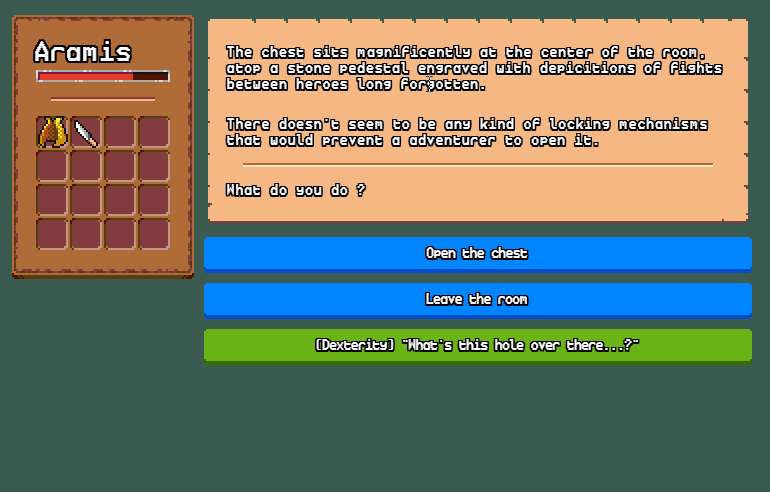 Aramis
The chest sits magnificently at the center of the room,
atop a stone pedestal engraved with depicitions of fights
between heroes long forgotten.
There doesn't seem to be any kind of locking mechanisms
that would prevent a adventurer to open it.
What do you do ?
Open the chest
Leave the room
[Dexterity] "What's this hole over there...?"